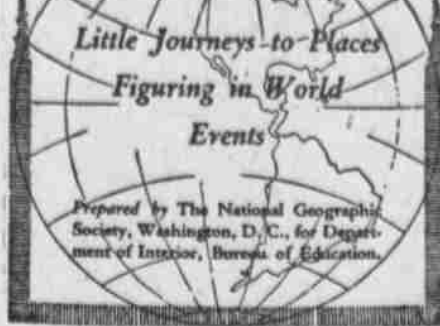 Little Journeys to Places
Figuring in World
Events
Prepared by The National Geographic
Society, Washington, D. C., for Depart-
ment of Interior, Bureau of Education.